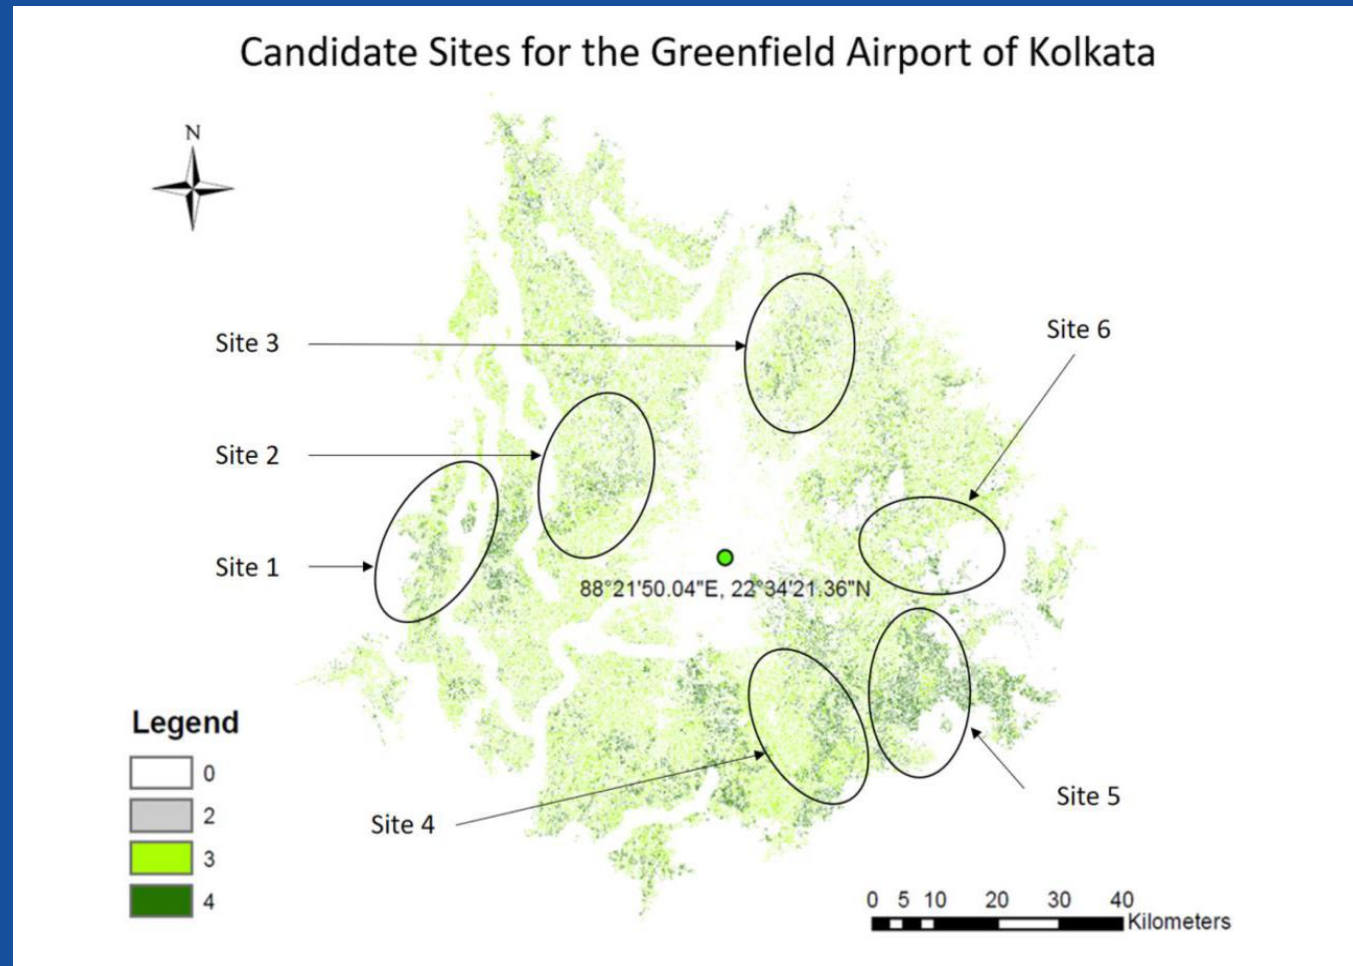 Candidate Sites for the Greenfield Airport of Kolkata
N
Site 3
Site 6
Site 2
Site 1
88°21'50.04"E, 22°34'21.36"N
Legend
0
2
3
4
Site 4
Site 5
0 5 10 20 30 40
Kilometers